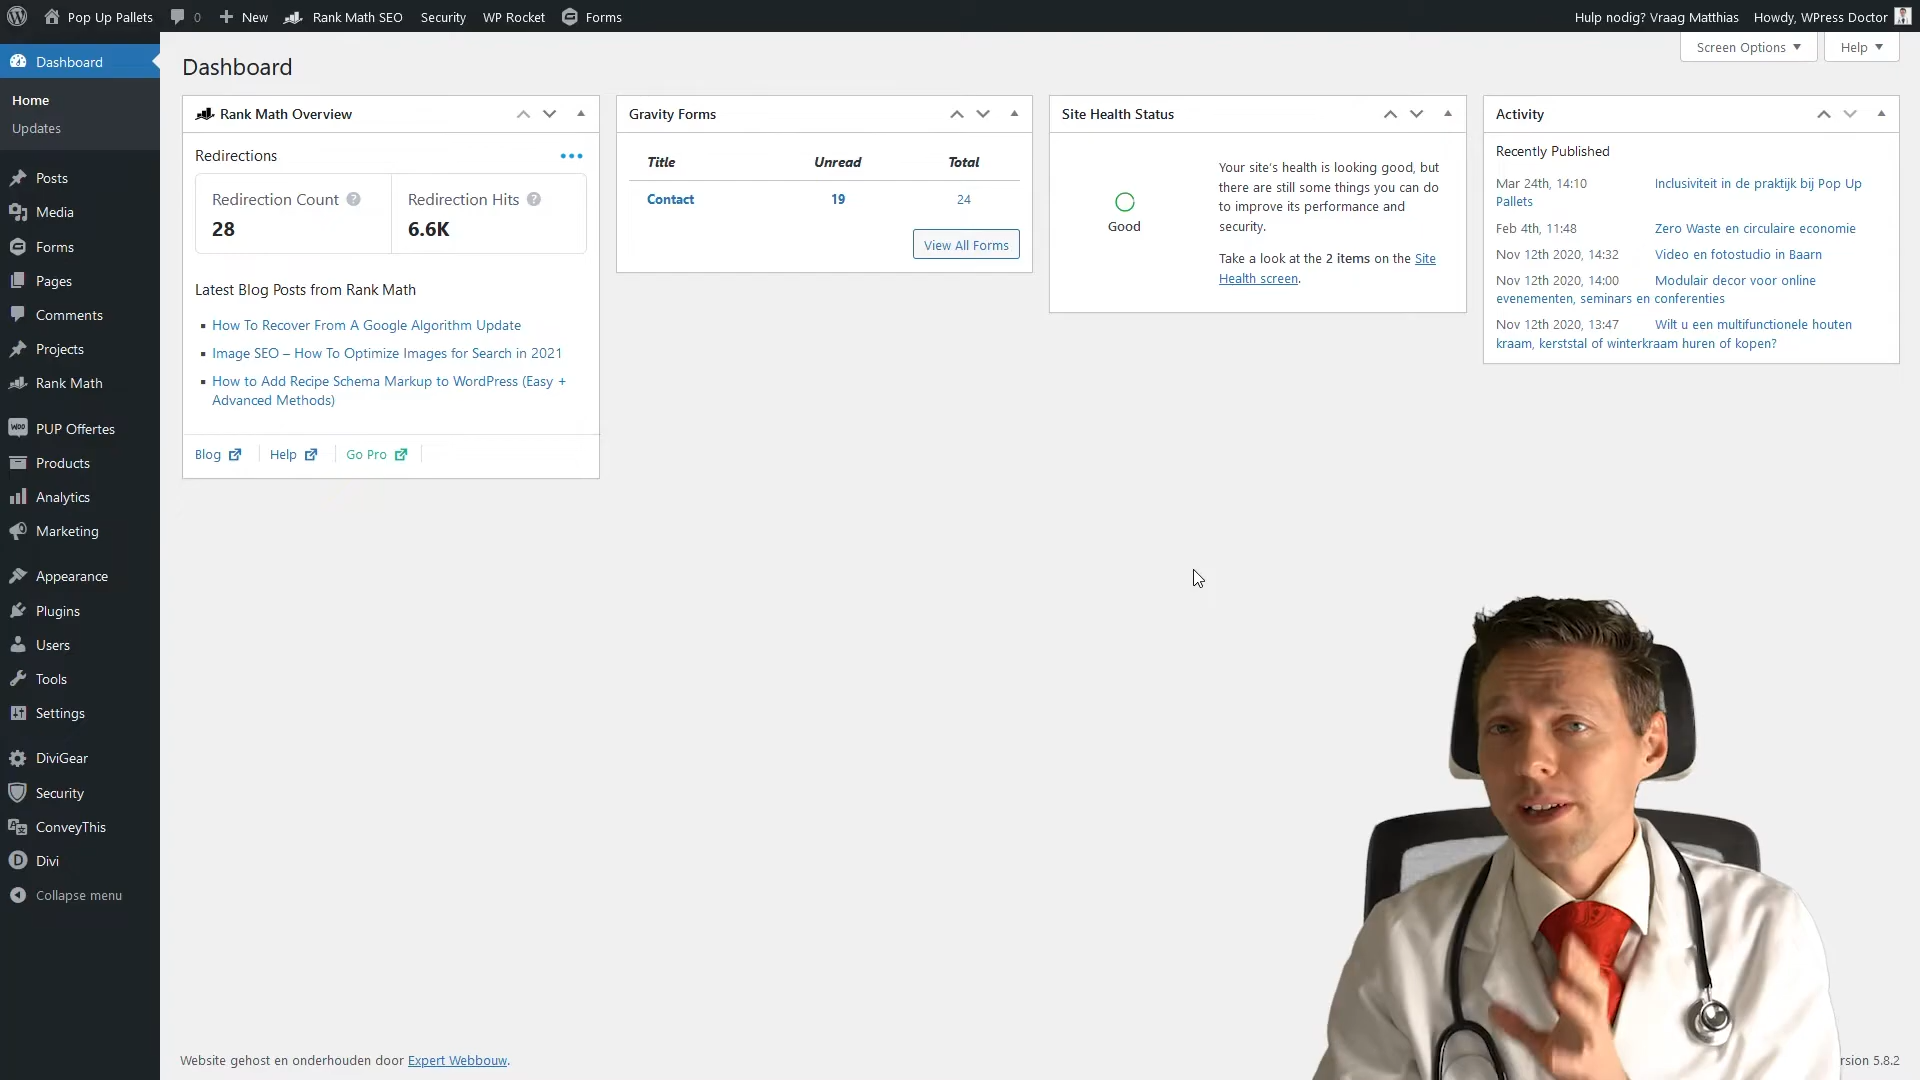 Pop Up Pallets 0 New Rank Math SEO Security WP Rocket Forms
Hulp nodig? Vraag Matthias Howdy, WPress Doctor
Screen Options Help
Dashboard
Home
Updates
Posts
Media
Forms
Pages
Comments
Projects
Rank Math
WOO PUP Offertes
Products
Analytics
Marketing
Appearance
Plugins
Users
Tools
Settings
DiviGear
Security
ConveyThis
D Divi
Collapse menu
Dashboard
Rank Math Overview
Redirections
Redirection Count ?
28
Redirection Hits ?
6.6K
Latest Blog Posts from Rank Math
How To Recover From A Google Algorithm Update
Image SEO – How To Optimize Images for Search in 2021
How to Add Recipe Schema Markup to WordPress (Easy +
Advanced Methods)
Blog Help Go Pro
Gravity Forms
Title Unread Total
Contact 19 24
View All Forms
Site Health Status
Good
Your site's health is looking good, but
there are still some things you can do
to improve its performance and
security.
Take a look at the 2 items on the Site
Health screen.
Activity
Recently Published
Mar 24th, 14:10 Inclusiviteit in de praktijk bij Pop Up
Pallets
Feb 4th, 11:48 Zero Waste en circulaire economie
Nov 12th 2020, 14:32 Video en fotostudio in Baarn
Nov 12th 2020, 14:00 Modulair decor voor online
evenementen, seminars en conferenties
Nov 12th 2020, 13:47 Wilt u een multifunctionele houten
kraam, kerststal of winterkraam huren of kopen?
Website gehost en onderhouden door Expert Webbouw.
rsion 5.8.2